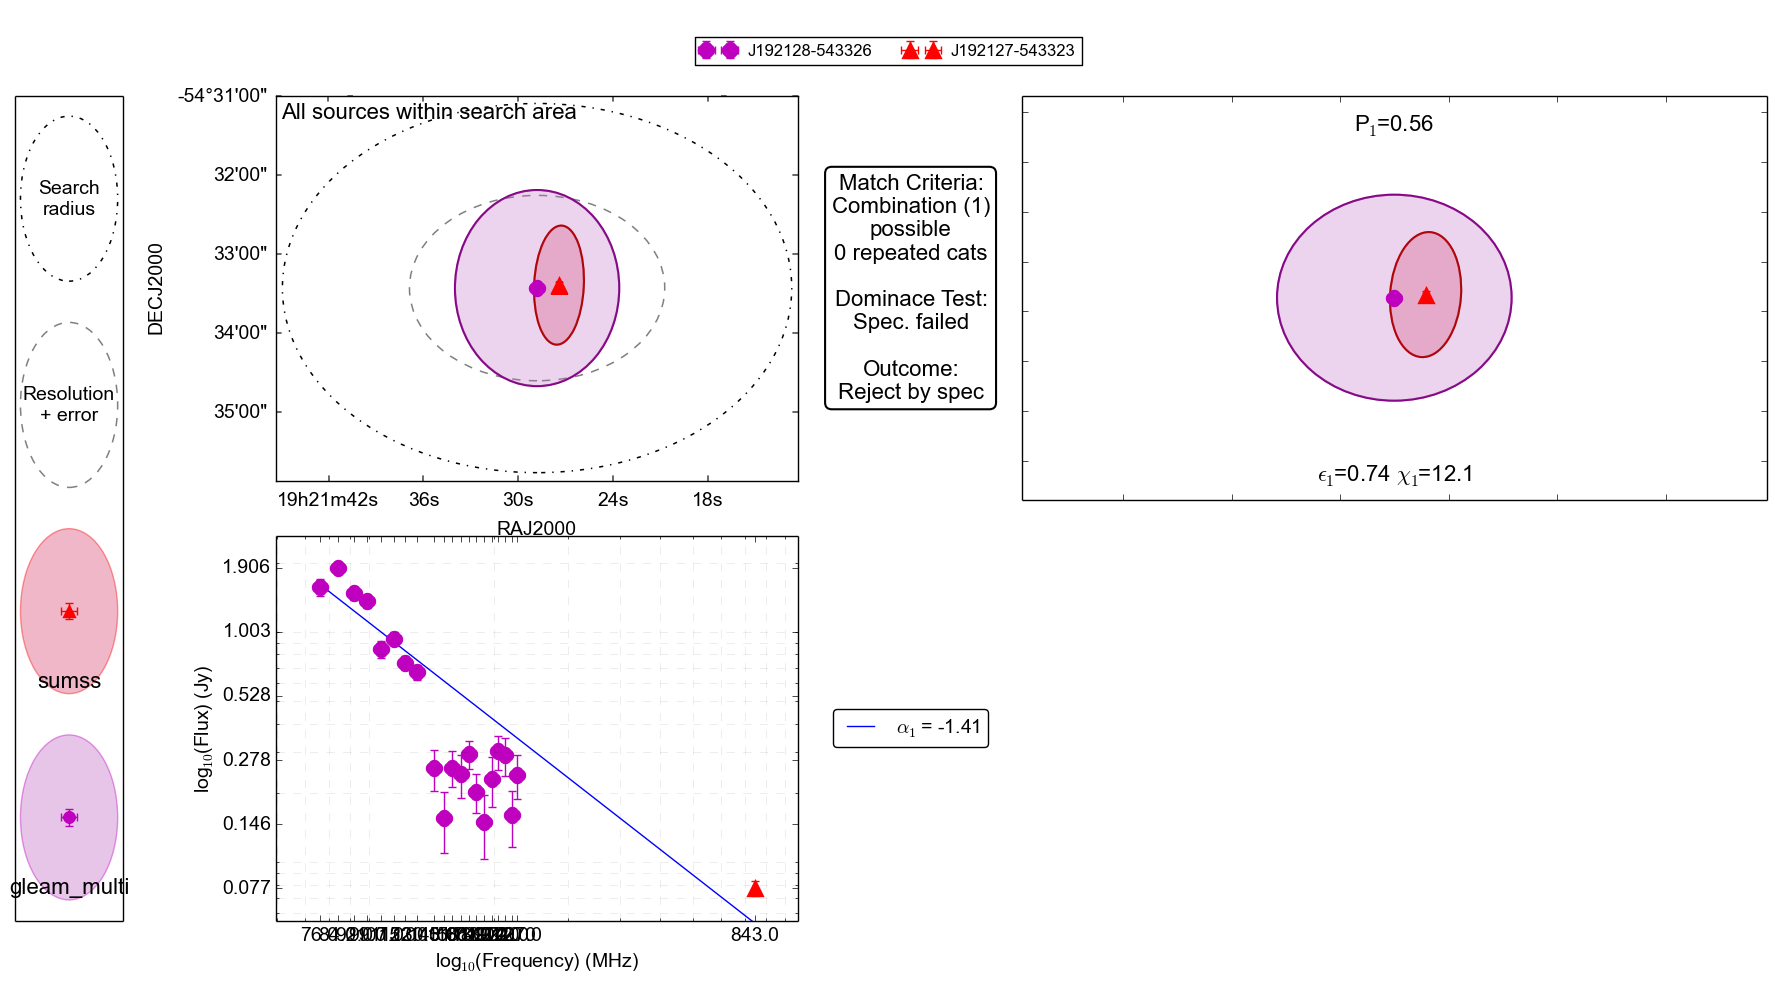 J192128-543326
J192127-543323
Search
radius
Resolution
+ error
sumss
gleam_multi
All sources within search area
-54°31'00"
32'00"
33'00"
34'00"
35'00"
DECJ2000
19h21m42s
36s
30s
24s
18s
RAJ2000
Match Criteria:
Combination (1)
possible
0 repeated cats
Dominace Test:
Spec. failed
Outcome:
Reject by spec
P1=0.56
ϵ1=0.74 χ1=12.1
1.906
1.003
0.528
0.278
0.146
0.077
log10(Flux) (Jy)
843.0
log10(Frequency) (MHz)
α1 = -1.41